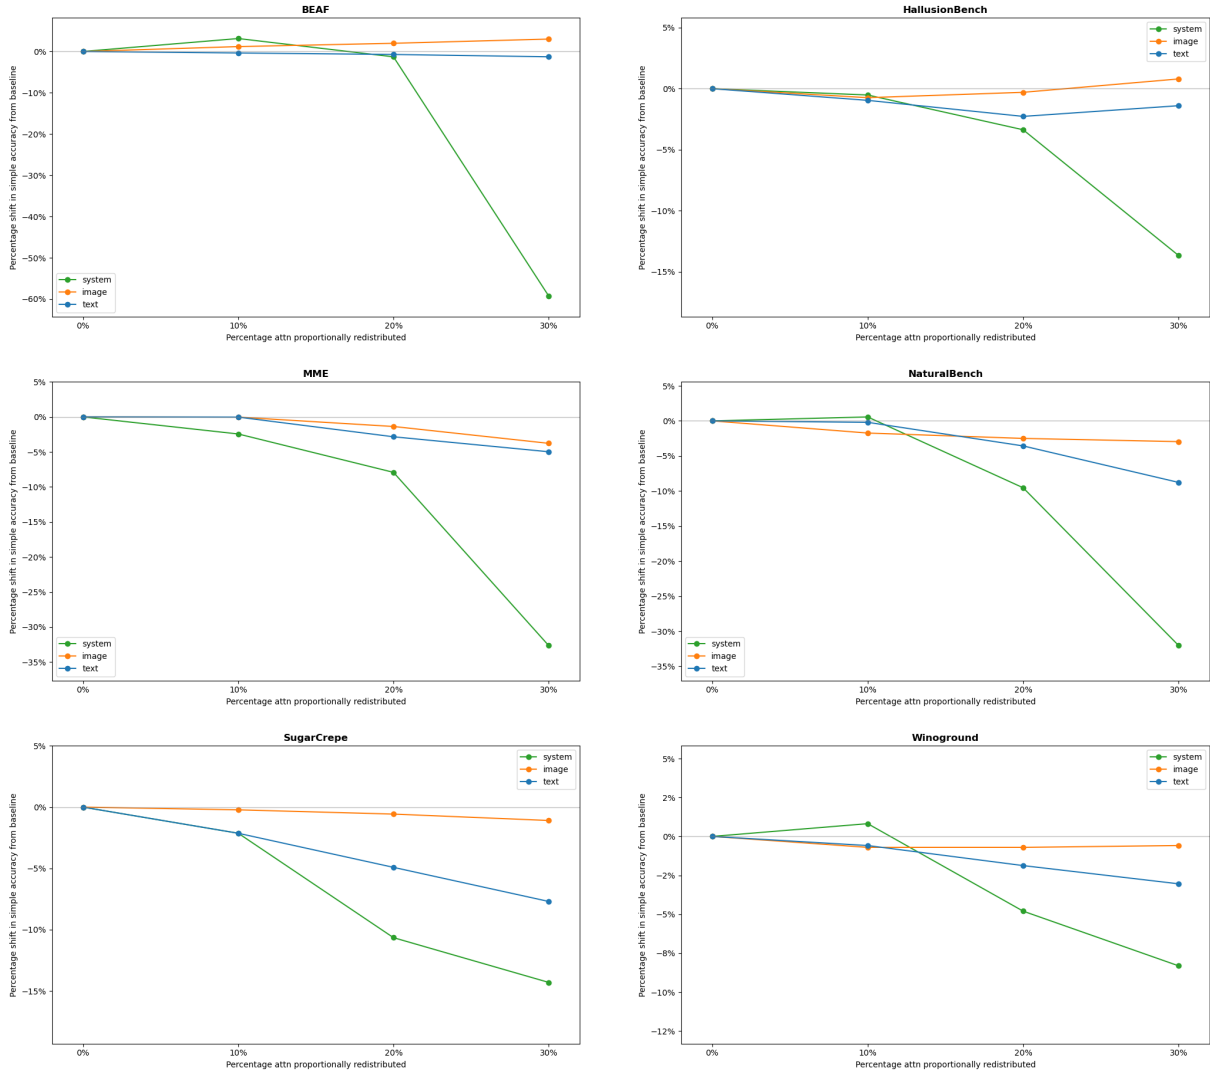 BEAF
Percentage shift in simple accuracy from baseline
0%
−10%
−20%
−30%
−40%
−50%
−60%
system
image
text
0%
10%
20%
30%
Percentage attn proportionally redistributed
HallusionBench
Percentage shift in simple accuracy from baseline
5%
0%
−5%
−10%
−15%
system
image
text
0%
10%
20%
30%
Percentage attn proportionally redistributed
MME
Percentage shift in simple accuracy from baseline
5%
0%
−5%
−10%
−15%
−20%
−25%
−30%
−35%
system
image
text
0%
10%
20%
30%
Percentage attn proportionally redistributed
NaturalBench
Percentage shift in simple accuracy from baseline
5%
0%
−5%
−10%
−15%
−20%
−25%
−30%
−35%
system
image
text
0%
10%
20%
30%
Percentage attn proportionally redistributed
SugarCrepe
Percentage shift in simple accuracy from baseline
5%
0%
−5%
−10%
−15%
system
image
text
0%
10%
20%
30%
Percentage attn proportionally redistributed
Winoground
Percentage shift in simple accuracy from baseline
5%
2%
0%
−2%
−5%
−8%
−10%
−12%
system
image
text
0%
10%
20%
30%
Percentage attn proportionally redistributed